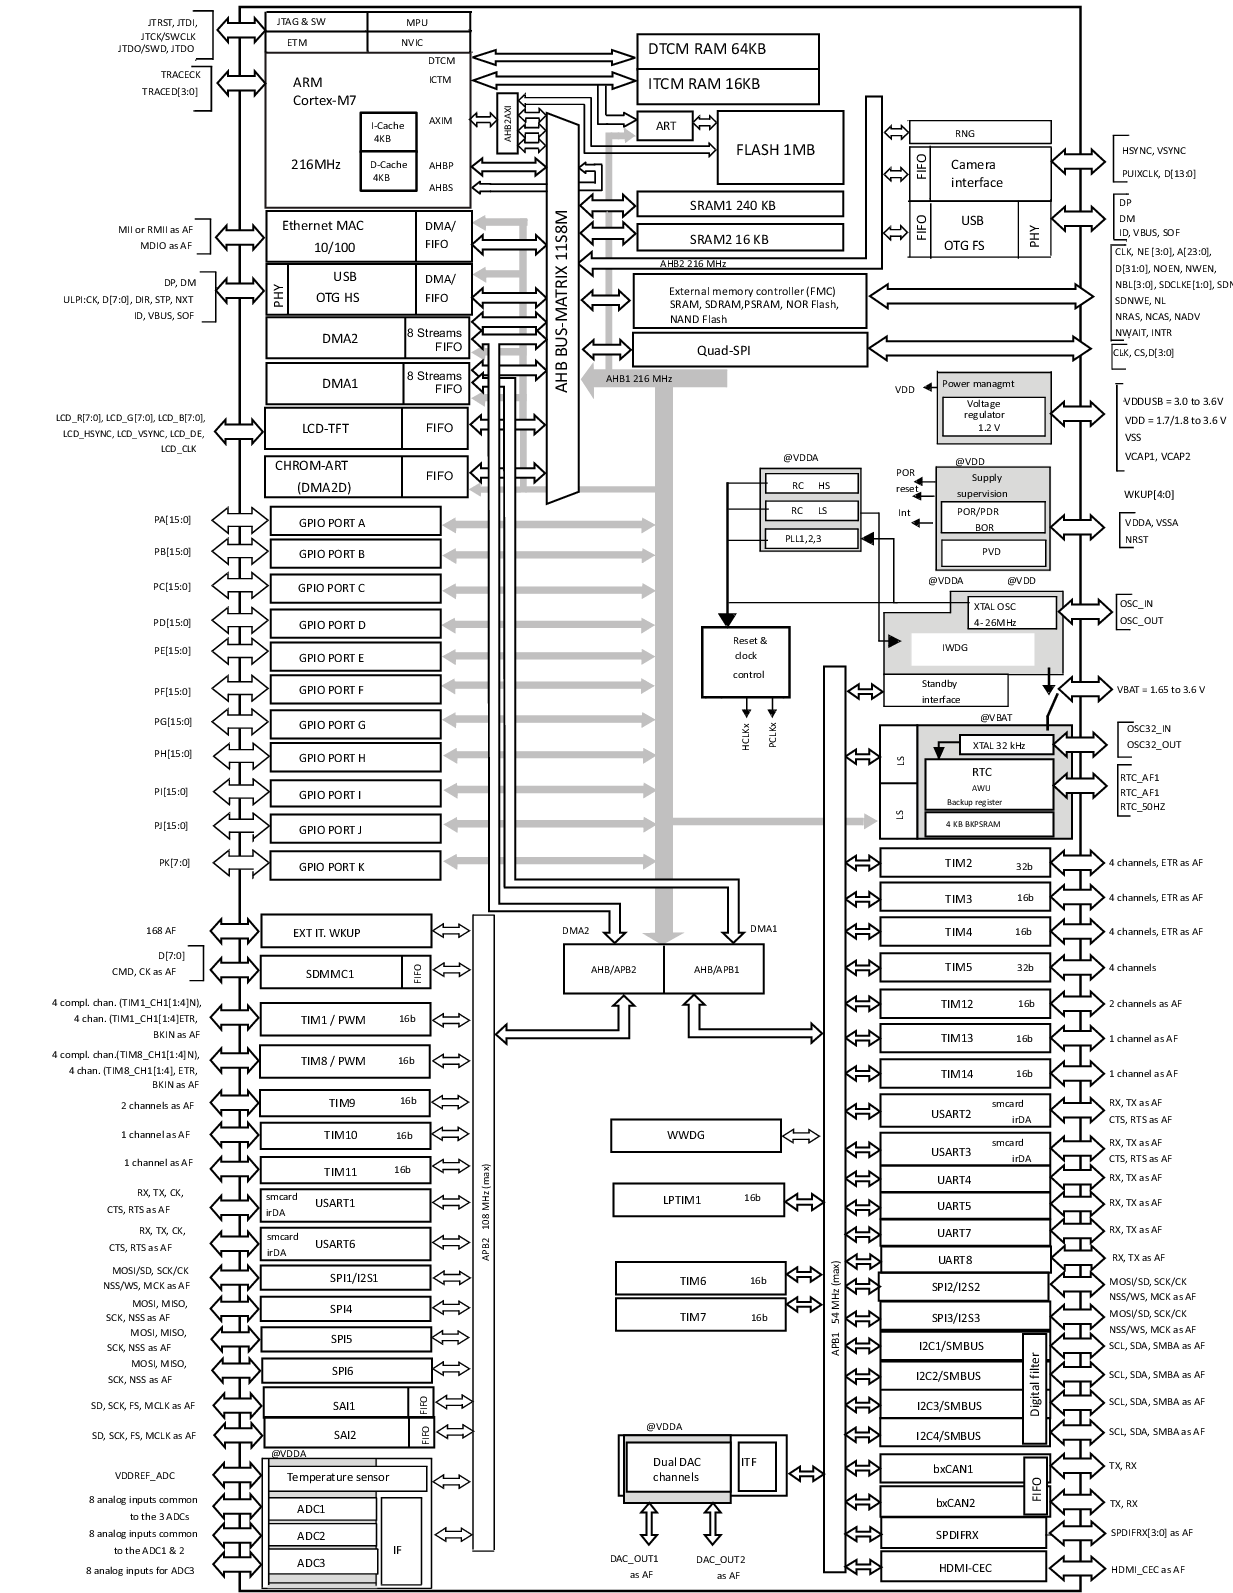 JTRST, JTDI,
JTCK/SWCLK
JTDO/SWD, JTDO
TRACECK
TRACED[3:0]
JTAG & SW
MPU
ETM
NVIC
DTCM
ICTM
ARM
Cortex-M7
AXIM
I-Cache
4KB
D-Cache
4KB
216MHz
AHBP
AHBS
AHB2AXI
DTCM RAM 64KB
ITCM RAM 16KB
ART
FLASH 1MB
SRAM1 240 KB
SRAM2 16 KB
AHB2 216 MHz
External memory controller (FMC)
SRAM, SDRAM,PSRAM, NOR Flash,
NAND Flash
Quad-SPI
AHB1 216 MHz
AHB BUS-MATRIX 11S8M
RNG
FIFO
Camera
interface
FIFO
USB
OTG FS
PHY
HSYNC, VSYNC
PUIXCLK, D[13:0]
DP
DM
ID, VBUS, SOF
CLK, NE [3:0], A[23:0],
D[31:0], NOEN, NWEN,
NBL[3:0], SDCLKE[1:0], SDN
SDNWE, NL
NRAS, NCAS, NADV
NWAIT, INTR
CLK, CS,D[3:0]
MII or RMII as AF
MDIO as AF
Ethernet MAC
10/100
DMA/
FIFO
DP, DM
ULPI:CK, D[7:0], DIR, STP, NXT
ID, VBUS, SOF
PHY
USB
OTG HS
DMA/
FIFO
DMA2
8 Streams
FIFO
DMA1
8 Streams
FIFO
LCD_R[7:0], LCD_G[7:0], LCD_B[7:0],
LCD_HSYNC, LCD_VSYNC, LCD_DE,
LCD_CLK
LCD-TFT
FIFO
CHROM-ART
(DMA2D)
FIFO
VDD
Power managmt
Voltage
regulator
1.2 V
VDDUSB = 3.0 to 3.6V
VDD = 1.7/1.8 to 3.6 V
VSS
VCAP1, VCAP2
@VDDA
RC HS
RC LS
PLL1,2,3
POR
reset
Int
@VDD
Supply
supervision
POR/PDR
BOR
PVD
WKUP[4:0]
VDDA, VSSA
NRST
@VDDA
@VDD
XTAL OSC
4- 26MHz
OSC_IN
OSC_OUT
IWDG
Reset &
clock
control
HCLKx
PCLKx
Standby
interface
VBAT = 1.65 to 3.6 V
@VBAT
LS
LS
XTAL 32 kHz
RTC
AWU
Backup register
4 KB BKPSRAM
OSC32_IN
OSC32_OUT
RTC_AF1
RTC_AF1
RTC_50HZ
PA[15:0]
GPIO PORT A
PB[15:0]
GPIO PORT B
PC[15:0]
GPIO PORT C
PD[15:0]
GPIO PORT D
PE[15:0]
GPIO PORT E
PF[15:0]
GPIO PORT F
PG[15:0]
GPIO PORT G
PH[15:0]
GPIO PORT H
PI[15:0]
GPIO PORT I
PJ[15:0]
GPIO PORT J
PK[7:0]
GPIO PORT K
168 AF
EXT IT. WKUP
D[7:0]
CMD, CK as AF
SDMMC1
FIFO
4 compl. chan. (TIM1_CH1[1:4]N),
4 chan. (TIM1_CH1[1:4]ETR,
BKIN as AF
TIM1 / PWM 16b
4 compl. chan.(TIM8_CH1[1:4]N),
4 chan. (TIM8_CH1[1:4], ETR,
BKIN as AF
TIM8 / PWM 16b
2 channels as AF
TIM9 16b
1 channel as AF
TIM10 16b
1 channel as AF
TIM11 16b
RX, TX, CK,
CTS, RTS as AF
smcard
irDA
USART1
RX, TX, CK,
CTS, RTS as AF
smcard
irDA
USART6
MOSI/SD, SCK/CK
NSS/WS, MCK as AF
SPI1/I2S1
MOSI, MISO,
SCK, NSS as AF
SPI4
MOSI, MISO,
SCK, NSS as AF
SPI5
MOSI, MISO,
SCK, NSS as AF
SPI6
SD, SCK, FS, MCLK as AF
SAI1
FIFO
SD, SCK, FS, MCLK as AF
SAI2
FIFO
@VDDA
VDDREF_ADC
Temperature sensor
8 analog inputs common
to the 3 ADCs
ADC1
8 analog inputs common
to the ADC1 & 2
ADC2
8 analog inputs for ADC3
ADC3
IF
APB2 108 MHz (max)
DMA2
DMA1
AHB/APB2
AHB/APB1
WWDG
LPTIM1 16b
TIM6 16b
TIM7 16b
@VDDA
Dual DAC
channels
ITF
DAC_OUT1
as AF
DAC_OUT2
as AF
APB1 54 MHz (max)
TIM2 32b
4 channels, ETR as AF
TIM3 16b
4 channels, ETR as AF
TIM4 16b
4 channels, ETR as AF
TIM5 32b
4 channels
TIM12 16b
2 channels as AF
TIM13 16b
1 channel as AF
TIM14 16b
1 channel as AF
USART2
smcard
irDA
RX, TX as AF
CTS, RTS as AF
USART3
smcard
irDA
RX, TX as AF
CTS, RTS as AF
UART4
RX, TX as AF
UART5
RX, TX as AF
UART7
RX, TX as AF
UART8
RX, TX as AF
SPI2/I2S2
MOSI/SD, SCK/CK
NSS/WS, MCK as AF
SPI3/I2S3
MOSI/SD, SCK/CK
NSS/WS, MCK as AF
I2C1/SMBUS
SCL, SDA, SMBA as AF
I2C2/SMBUS
SCL, SDA, SMBA as AF
I2C3/SMBUS
SCL, SDA, SMBA as AF
I2C4/SMBUS
SCL, SDA, SMBA as AF
Digital filter
bxCAN1
TX, RX
bxCAN2
TX, RX
FIFO
SPDIFRX
SPDIFRX[3:0] as AF
HDMI-CEC
HDMI_CEC as AF